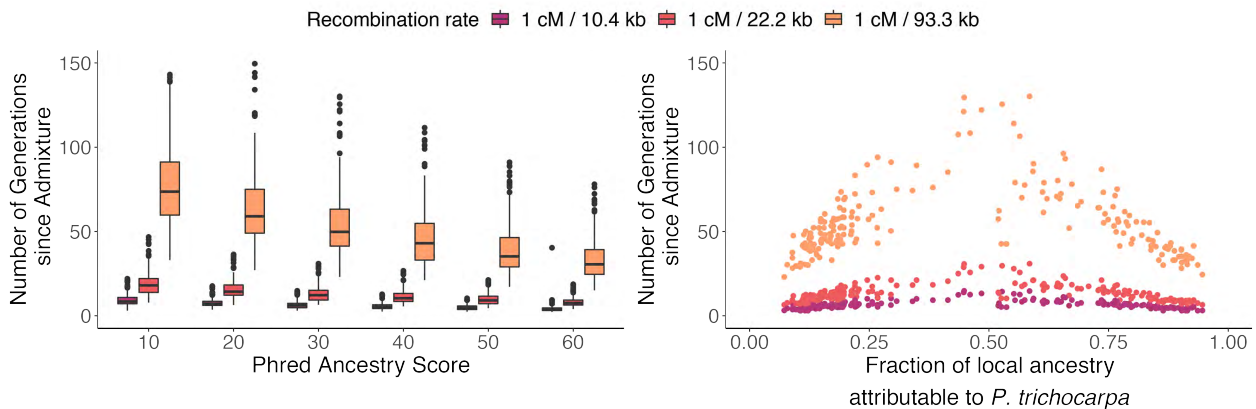 Recombination rate 1 cM / 10.4 kb 1 cM / 22.2 kb 1 cM / 93.3 kb
Number of Generations
since Admixture
150
100
50
0
10 20 30 40 50 60
Phred Ancestry Score
Number of Generations
since Admixture
150
100
50
0
0.00 0.25 0.50 0.75 1.00
Fraction of local ancestry
attributable to P. trichocarpa